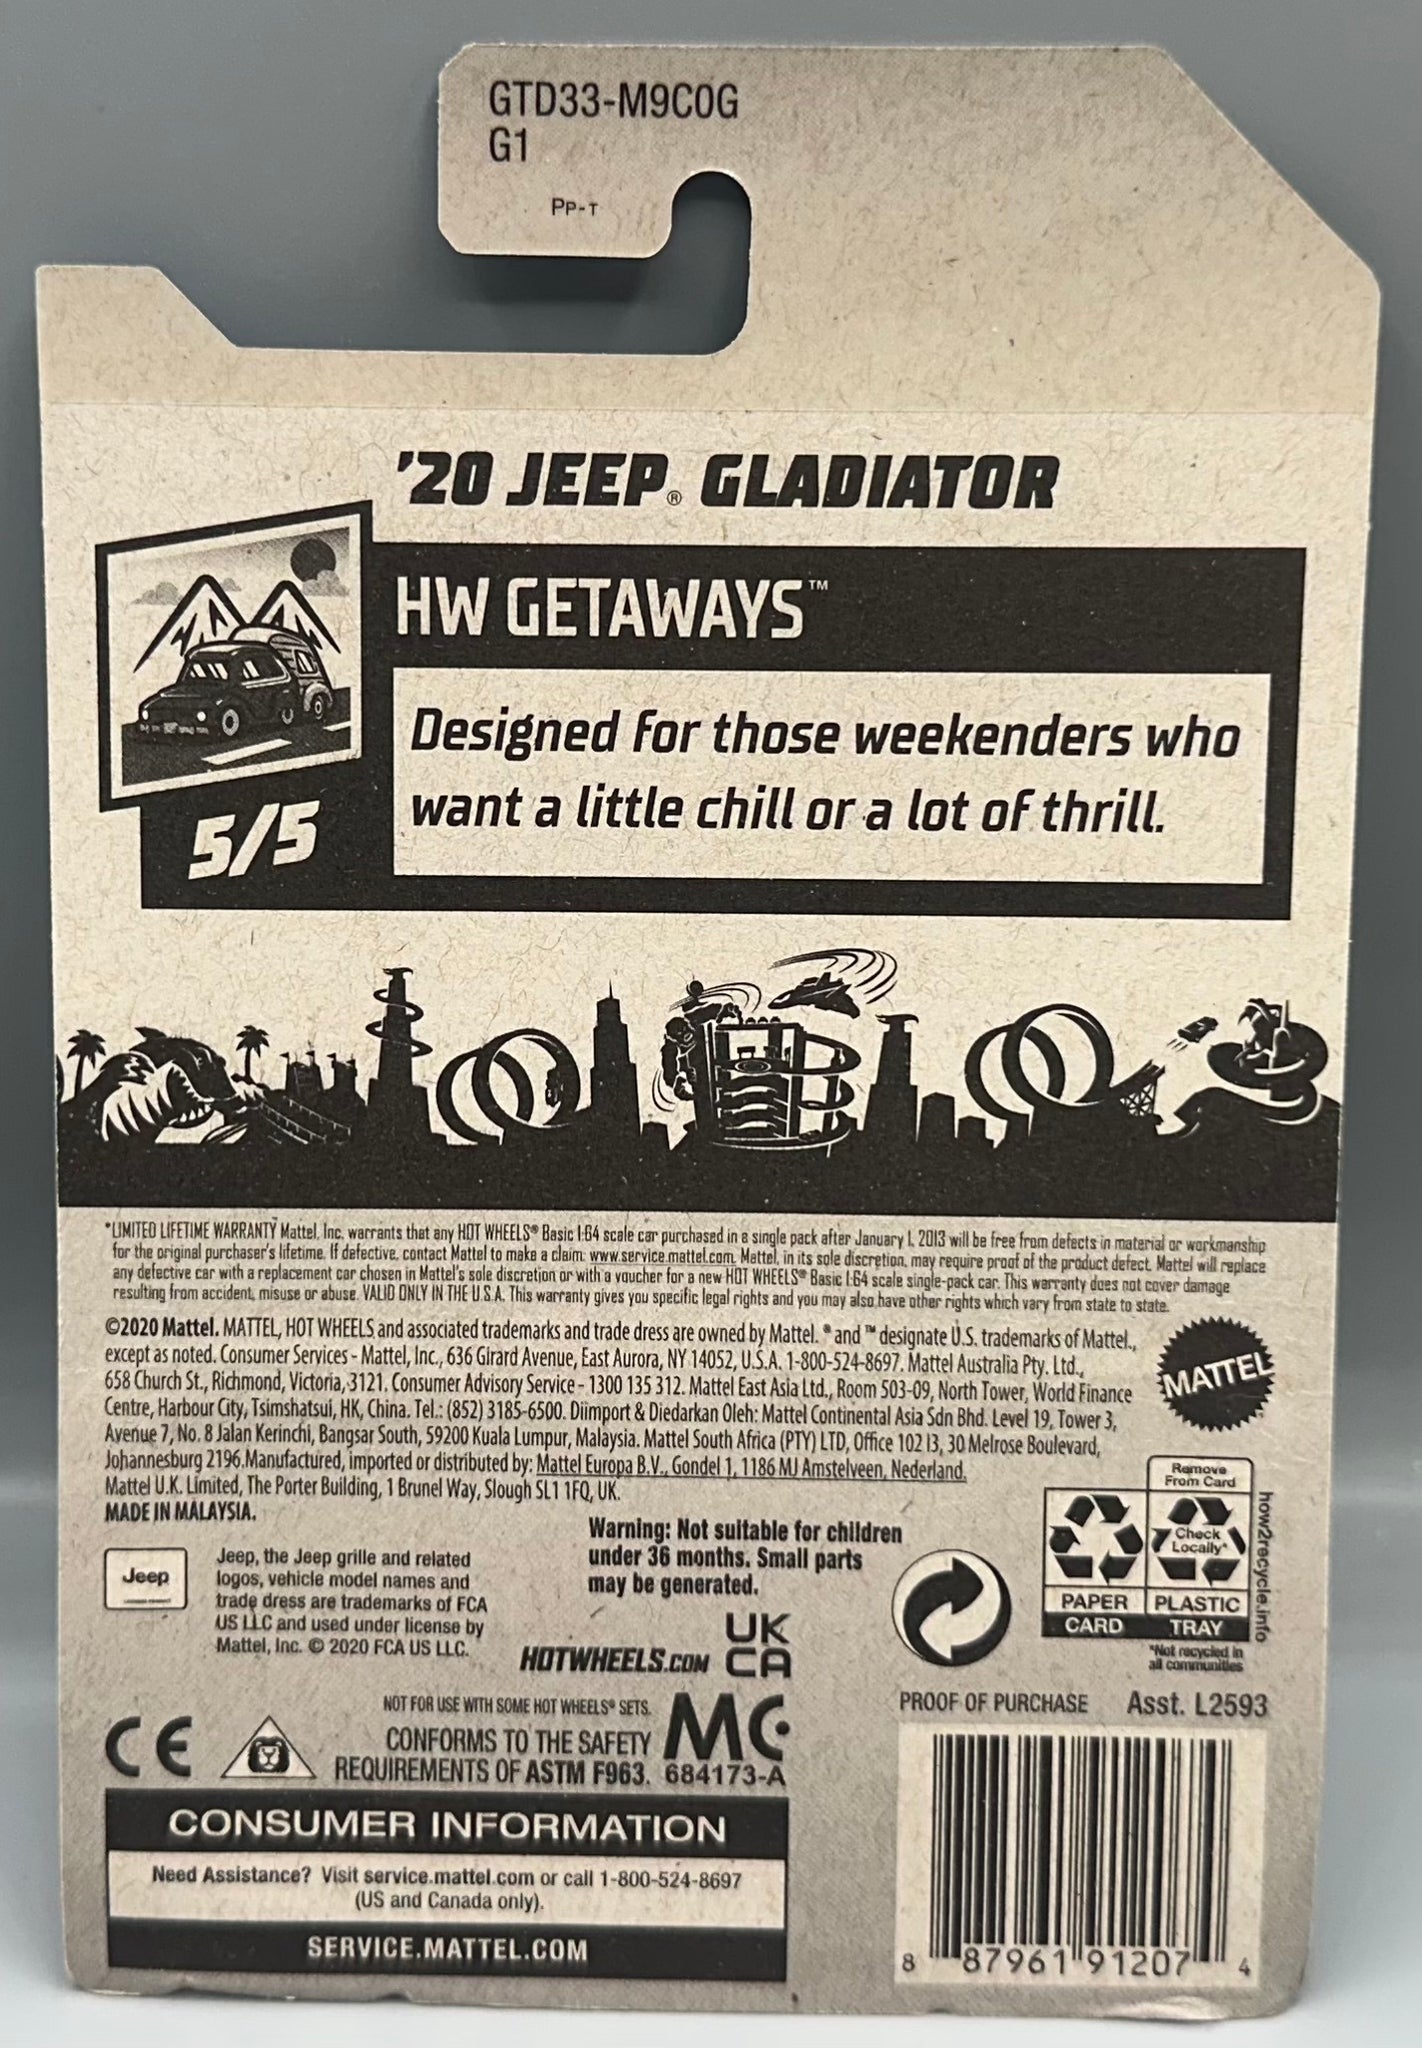 GTD33-M9C0G
G1
PP-T
'20 JEEP® GLADIATOR
HW GETAWAYS™
Designed for those weekenders who
want a little chill or a lot of thrill.
5/5
*LIMITED LIFETIME WARRANTY Mattel, Inc. warrants that any HOT WHEELS® Basic 1:64 scale car purchased in a single pack after January 1, 2013 will be free from defects in material or workmanship
for the original purchaser's lifetime. If defective, contact Mattel to make a claim: www.service.mattel.com. Mattel, in its sole discretion, may require proof of the product defect. Mattel will replace
any defective car with a replacement car chosen in Mattel's sole discretion or with a voucher for a new HOT WHEELS® Basic 1:64 scale single-pack car. This warranty does not cover damage
resulting from accident, misuse or abuse. VALID ONLY IN THE U.S.A. This warranty gives you specific legal rights and you may also have other rights which vary from state to state.
©2020 Mattel. MATTEL, HOT WHEELS and associated trademarks and trade dress are owned by Mattel. ® and ™ designate U.S. trademarks of Mattel,
except as noted. Consumer Services - Mattel, Inc., 636 Girard Avenue, East Aurora, NY 14052, U.S.A. 1-800-524-8697. Mattel Australia Pty. Ltd.,
658 Church St., Richmond, Victoria, 3121. Consumer Advisory Service - 1300 135 312. Mattel East Asia Ltd., Room 503-09, North Tower, World Finance
Centre, Harbour City, Tsimshatsui, HK, China. Tel.: (852) 3185-6500. Diimport & Diedarkan Oleh: Mattel Continental Asia Sdn Bhd. Level 19, Tower 3,
Avenue 7, No. 8 Jalan Kerinchi, Bangsar South, 59200 Kuala Lumpur, Malaysia. Mattel South Africa (PTY) LTD, Office 102 I3, 30 Melrose Boulevard,
Johannesburg 2196. Manufactured, imported or distributed by: Mattel Europa B.V., Gondel 1, 1186 MJ Amstelveen, Nederland.
Mattel U.K. Limited, The Porter Building, 1 Brunel Way, Slough SL1 1FQ, UK.
MADE IN MALAYSIA.
MATTEL
Jeep
Jeep, the Jeep grille and related
logos, vehicle model names and
trade dress are trademarks of FCA
US LLC and used under license by
Mattel, Inc. © 2020 FCA US LLC.
Warning: Not suitable for children
under 36 months. Small parts
may be generated.
HOTWHEELS.COM
UK
CA
Remove
From Card
Check
Locally*
PAPER
PLASTIC
CARD
TRAY
how2recycle.info
*Not recycled in
all communities
CE
NOT FOR USE WITH SOME HOT WHEELS® SETS.
CONFORMS TO THE SAFETY
REQUIREMENTS OF ASTM F963.
MC
684173-A
PROOF OF PURCHASE
Asst. L2593
CONSUMER INFORMATION
Need Assistance? Visit service.mattel.com or call 1-800-524-8697
(US and Canada only).
SERVICE.MATTEL.COM
8 87961 91207 4